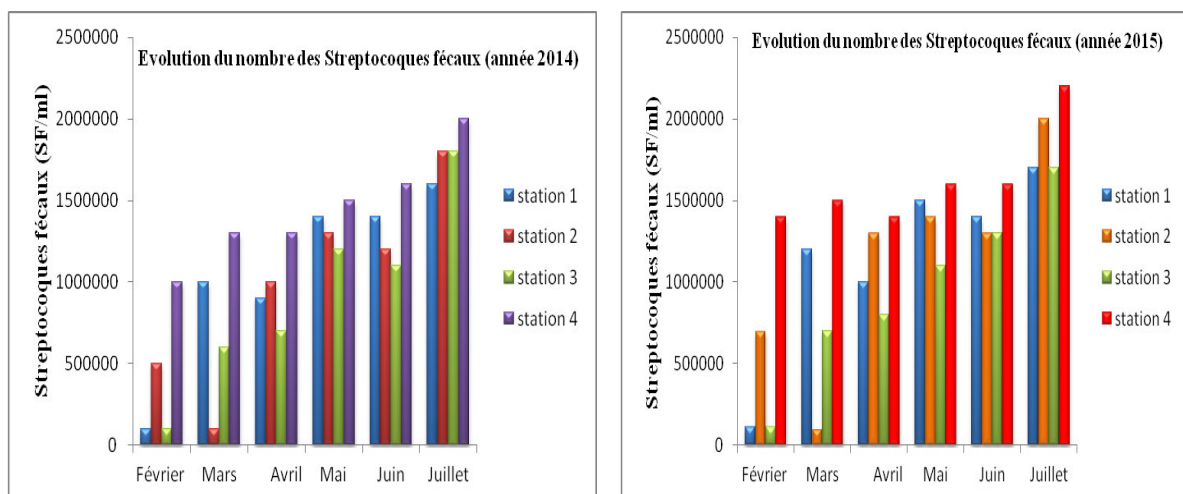 Evolution du nombre des Streptocoques fécaux (année 2014)
Streptocoques fécaux (SF/ml)
2500000
2000000
1500000
1000000
500000
0
Février Mars Avril Mai Juin Juillet
station 1
station 2
station 3
station 4
Evolution du nombre des Streptocoques fécaux (année 2015)
Streptocoques fécaux (SF/ml)
2500000
2000000
1500000
1000000
500000
0
Février Mars Avril Mai Juin Juillet
station 1
station 2
station 3
station 4